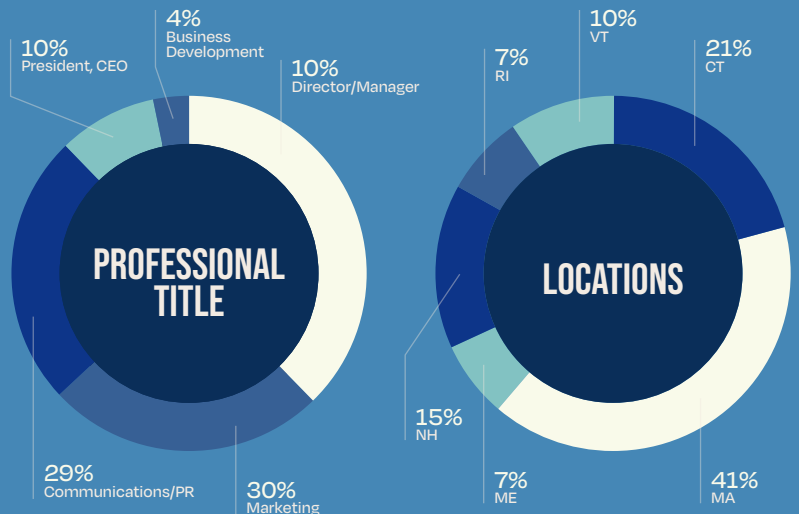 4%
Business
Development
10%
President, CEO
10%
Director/Manager
PROFESSIONAL
TITLE
29%
Communications/PR
30%
Marketing
10%
VT
7%
RI
21%
CT
LOCATIONS
15%
NH
7%
ME
41%
MA